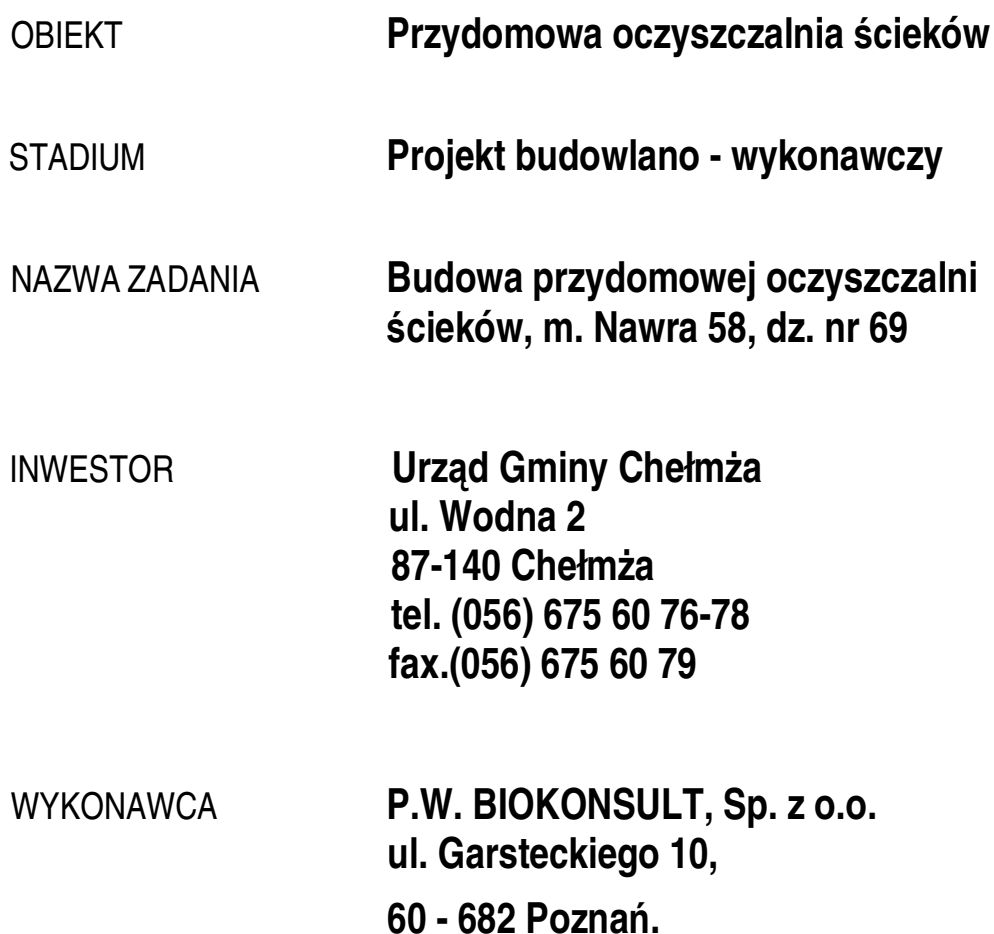 OBIEKT Przydomowa oczyszczalnia ścieków
STADIUM Projekt budowlano - wykonawczy
NAZWA ZADANIA Budowa przydomowej oczyszczalni
ścieków, m. Nawra 58, dz. nr 69
INWESTOR Urząd Gminy Chełmża
ul. Wodna 2
87-140 Chełmża
tel. (056) 675 60 76-78
fax.(056) 675 60 79
WYKONAWCA P.W. BIOKONSULT, Sp. z o.o.
ul. Garsteckiego 10,
60 - 682 Poznań.